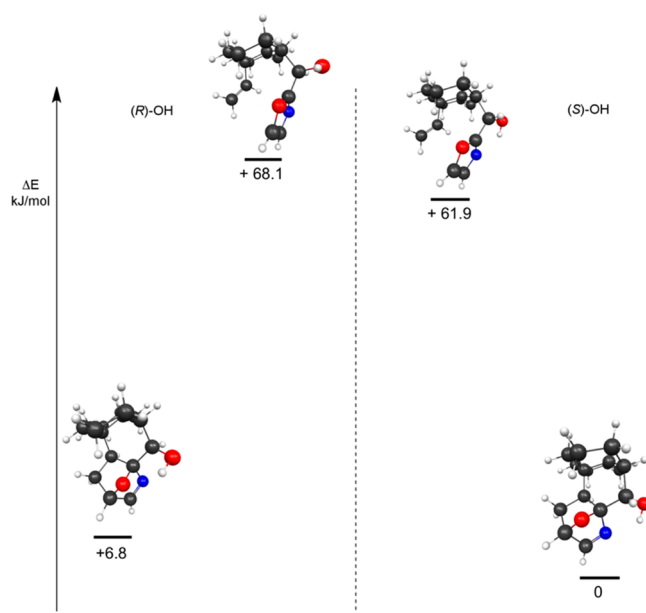 (R)-OH
(S)-OH
+ 68.1
ΔE
kJ/mol
+ 61.9
+6.8
0